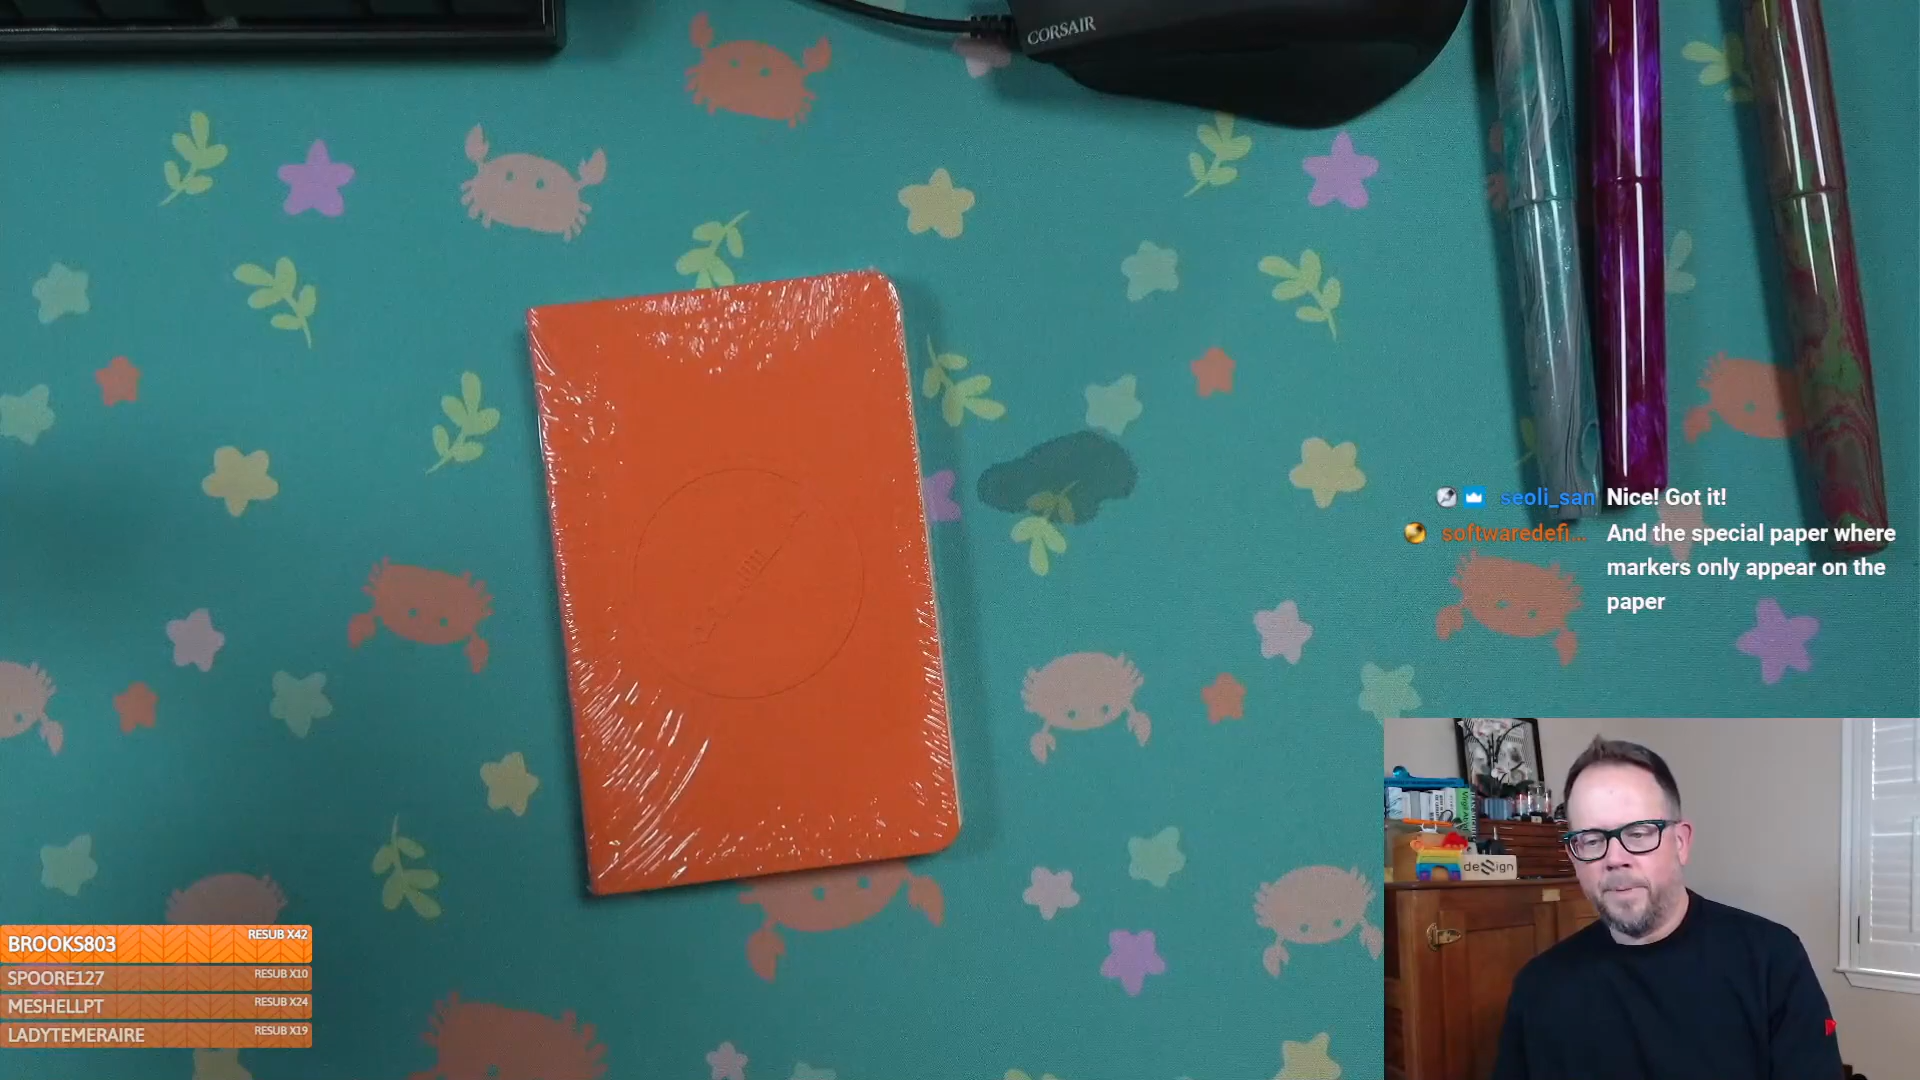 CORSAIR
seoli_san Nice! Got it!
softwaredefi... And the special paper where
markers only appear on the
paper
deSign
BROOKS803 RESUB X42
SPOORE127 RESUB X10
MESHELLPT RESUB X24
LADYTEMERAIRE RESUB X19